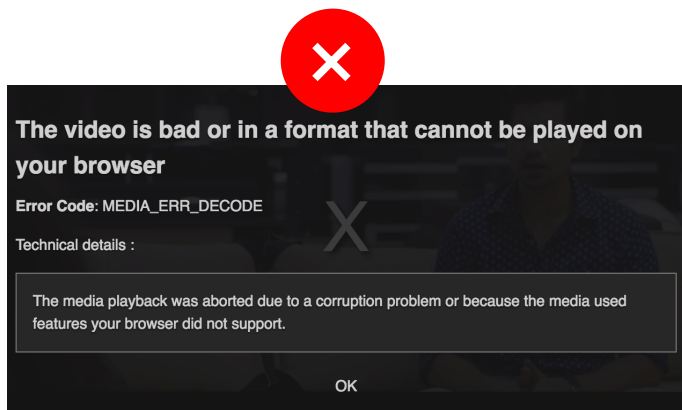 The video is bad or in a format that cannot be played on
your browser
Error Code: MEDIA_ERR_DECODE
X
Technical details :
The media playback was aborted due to a corruption problem or because the media used
features your browser did not support.
OK